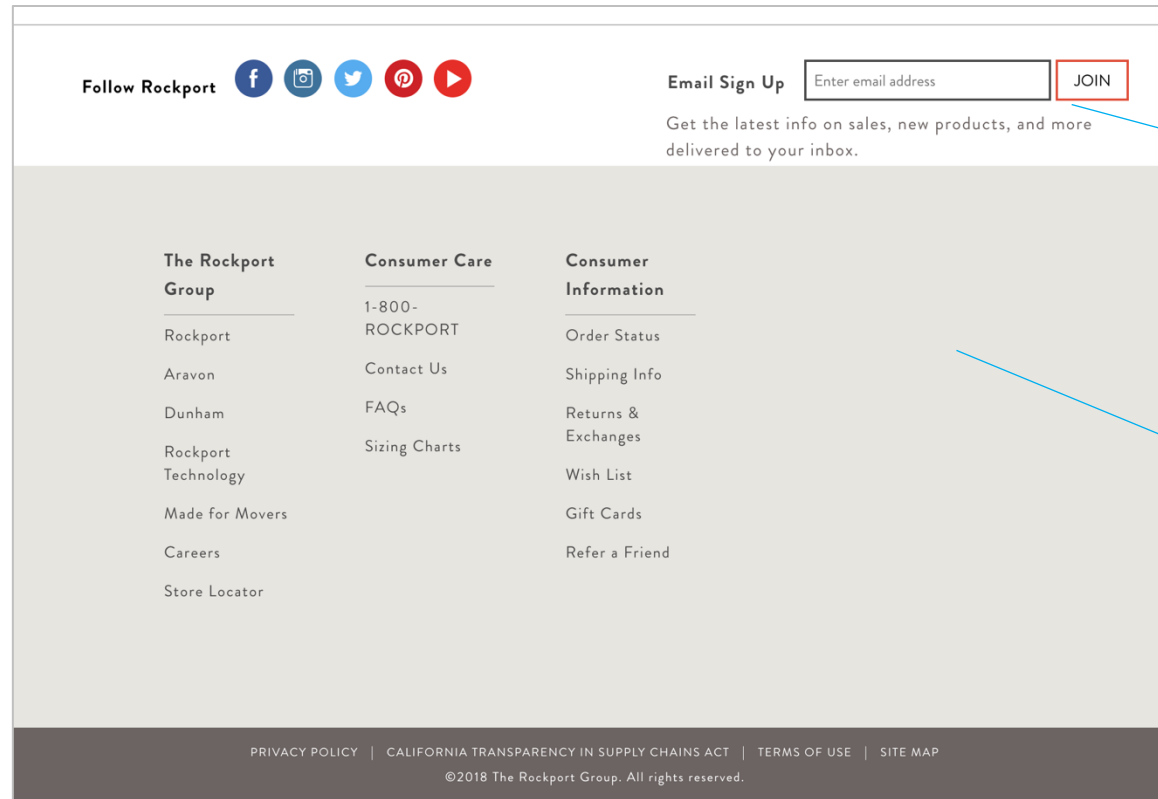 Follow Rockport
Email Sign Up
Enter email address
JOIN
Get the latest info on sales, new products, and more
delivered to your inbox.
The Rockport
Group
Rockport
Aravon
Dunham
Rockport
Technology
Made for Movers
Careers
Store Locator
Consumer Care
1-800-
ROCKPORT
Contact Us
FAQs
Sizing Charts
Consumer
Information
Order Status
Shipping Info
Returns &
Exchanges
Wish List
Gift Cards
Refer a Friend
PRIVACY POLICY | CALIFORNIA TRANSPARENCY IN SUPPLY CHAINS ACT | TERMS OF USE | SITE MAP
©2018 The Rockport Group. All rights reserved.